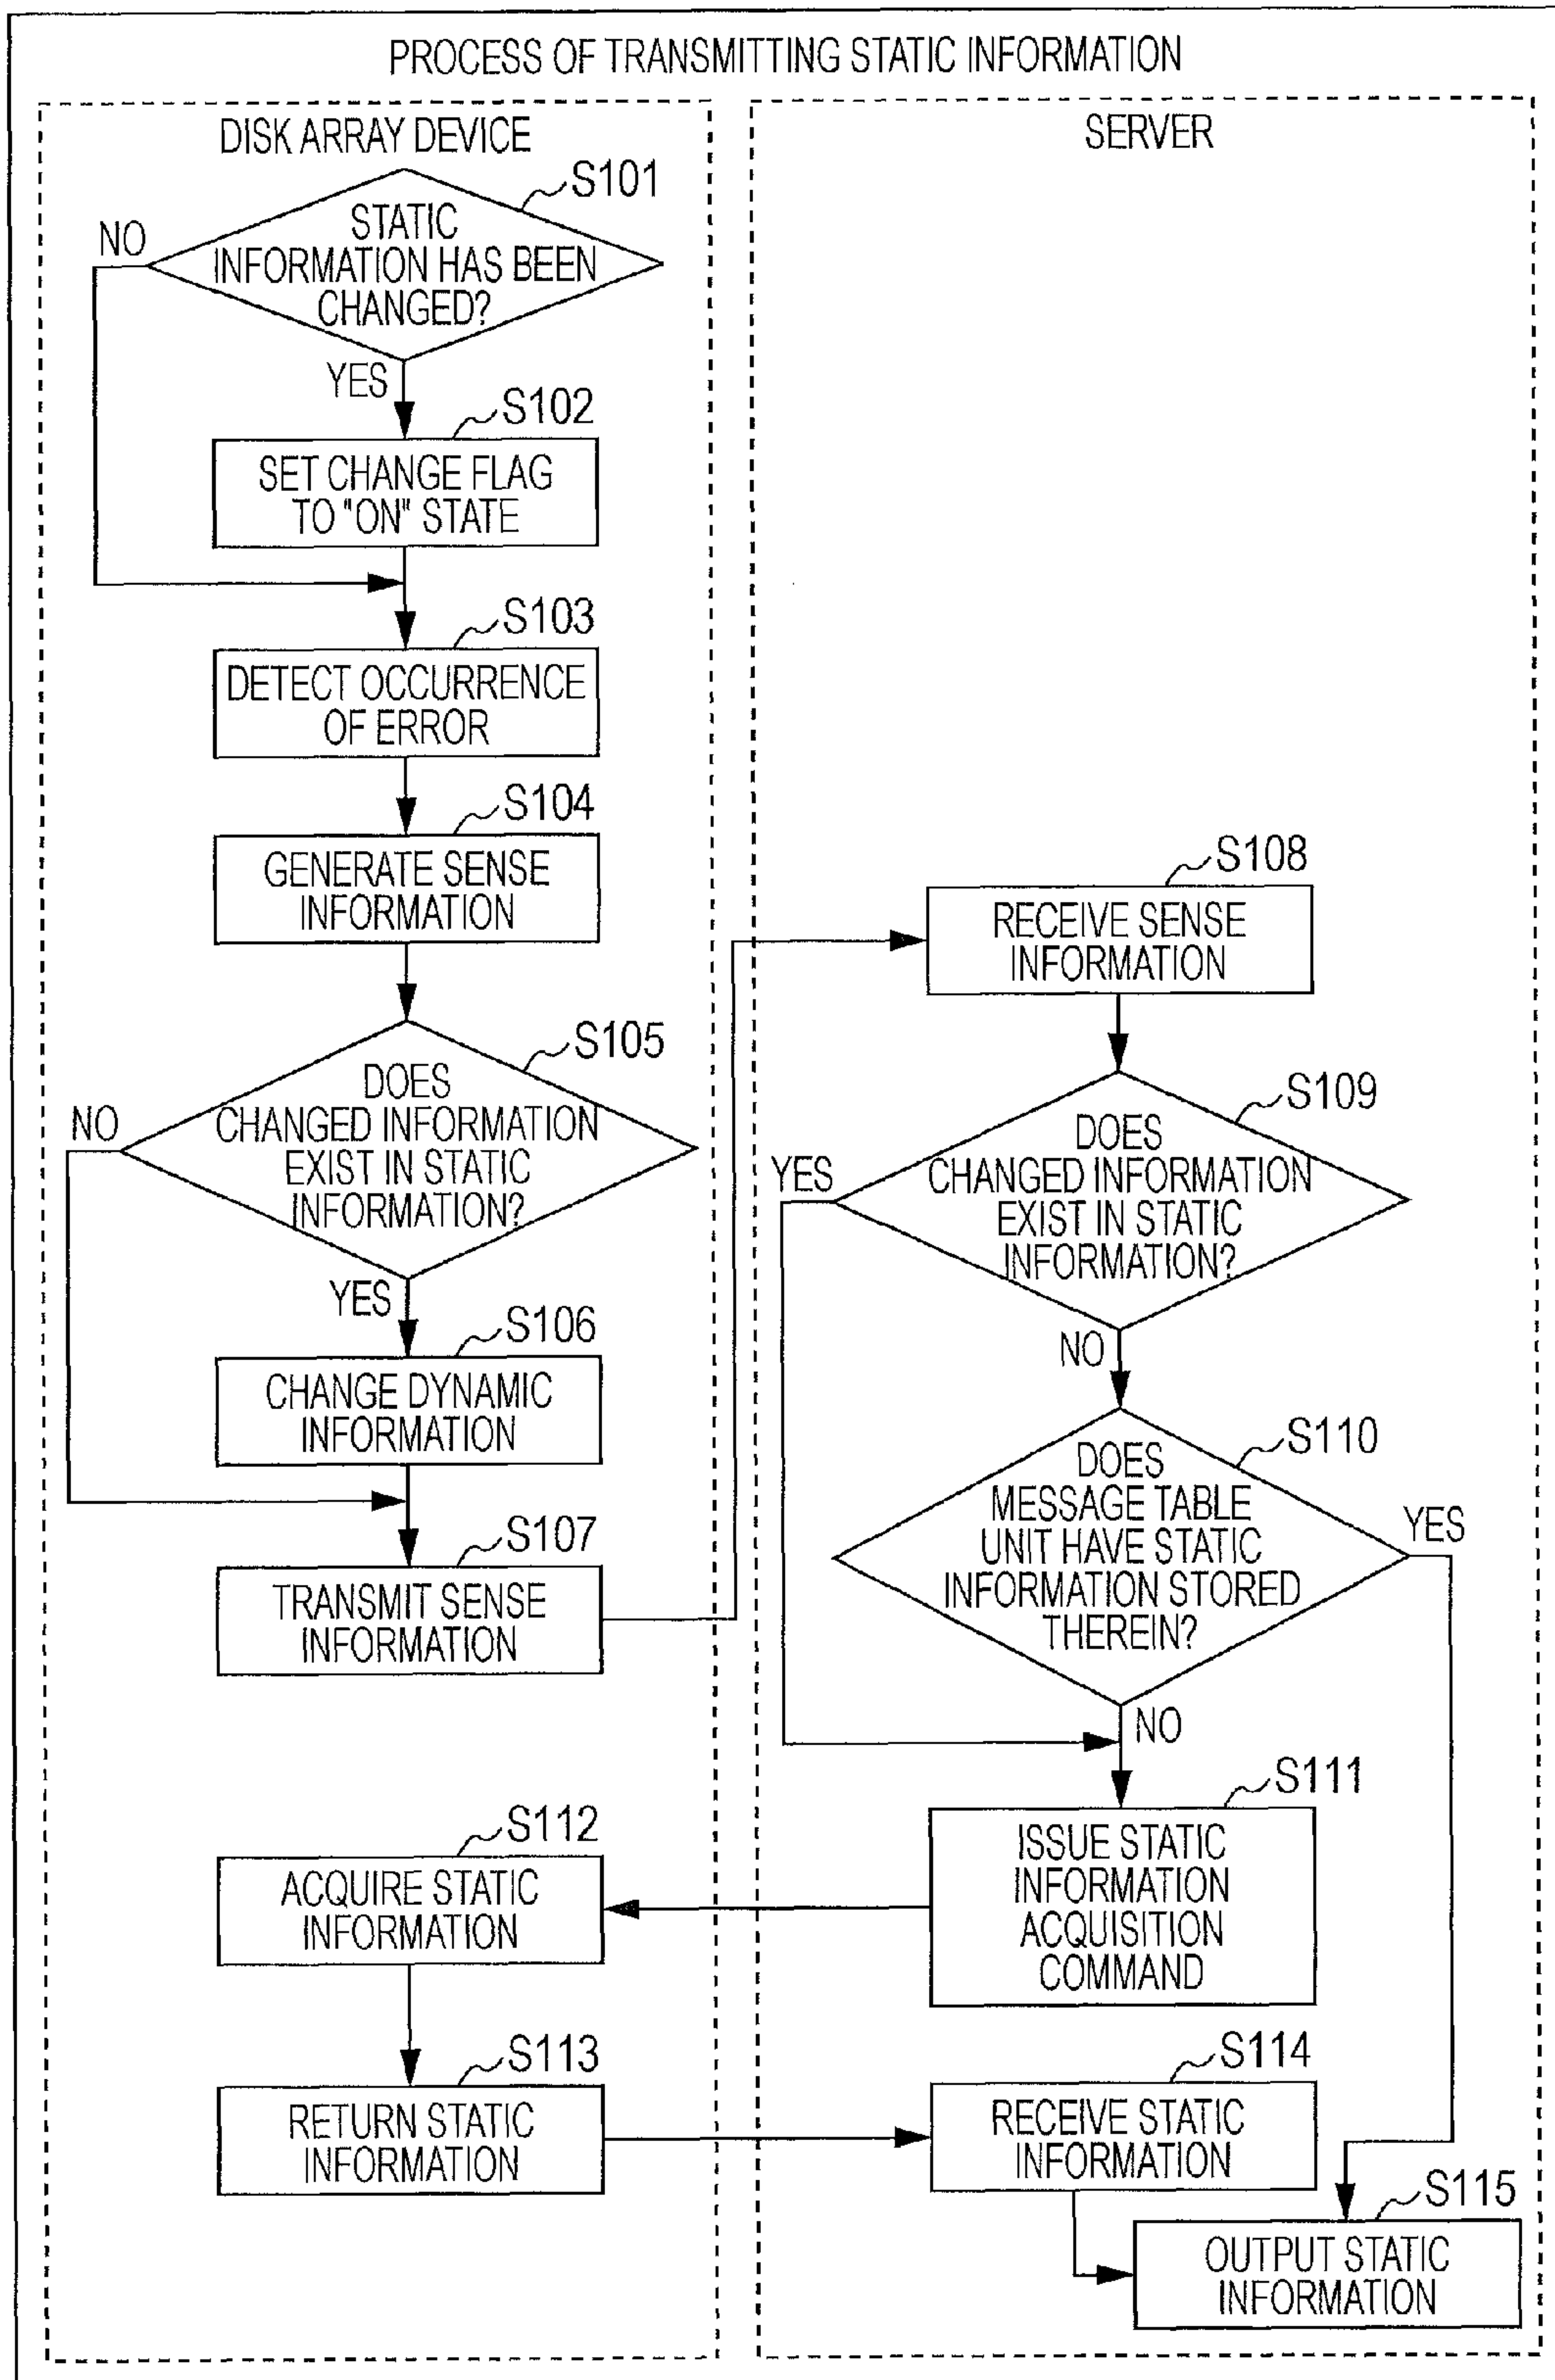 PROCESS OF TRANSMITTING STATIC INFORMATION
DISK ARRAY DEVICE
S101
STATIC
INFORMATION HAS BEEN
CHANGED?
NO
YES
S102
SET CHANGE FLAG
TO "ON" STATE
S103
DETECT OCCURRENCE
OF ERROR
S104
GENERATE SENSE
INFORMATION
S105
DOES
CHANGED INFORMATION
EXIST IN STATIC
INFORMATION?
NO
YES
S106
CHANGE DYNAMIC
INFORMATION
S107
TRANSMIT SENSE
INFORMATION
S112
ACQUIRE STATIC
INFORMATION
S113
RETURN STATIC
INFORMATION
SERVER
S108
RECEIVE SENSE
INFORMATION
S109
DOES
CHANGED INFORMATION
EXIST IN STATIC
INFORMATION?
YES
NO
S110
DOES
MESSAGE TABLE
UNIT HAVE STATIC
INFORMATION STORED
THEREIN?
YES
NO
S111
ISSUE STATIC
INFORMATION
ACQUISITION
COMMAND
S114
RECEIVE STATIC
INFORMATION
S115
OUTPUT STATIC
INFORMATION